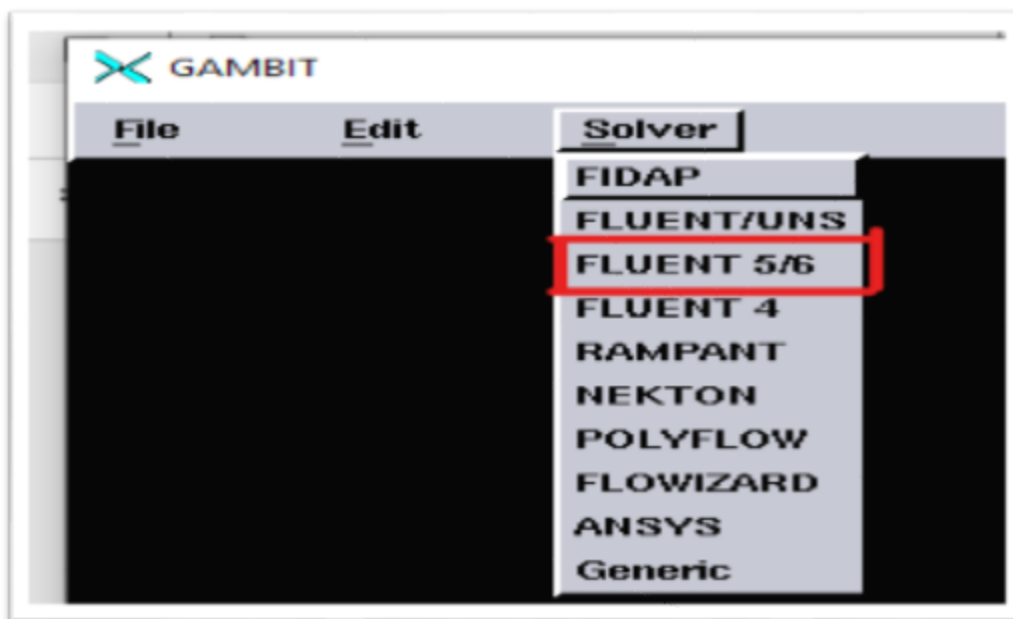 GAMBIT
File Edit Solver
FIDAP
FLUENT/UNS
FLUENT 5/6
FLUENT 4
RAMPANT
NEKTON
POLYFLOW
FLOWIZARD
ANSYS
Generic